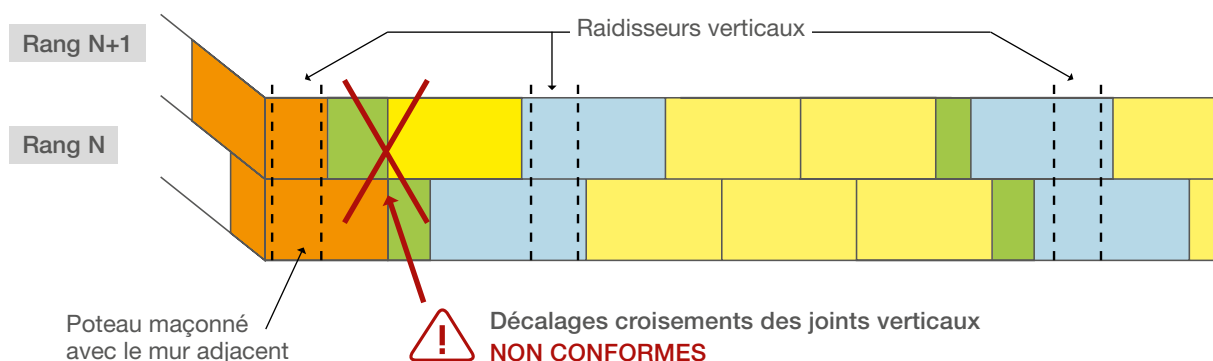 Rang N+1
Raidisseurs verticaux
Rang N
Poteau maçonné
avec le mur adjacent
Décalages croisements des joints verticaux
NON CONFORMES